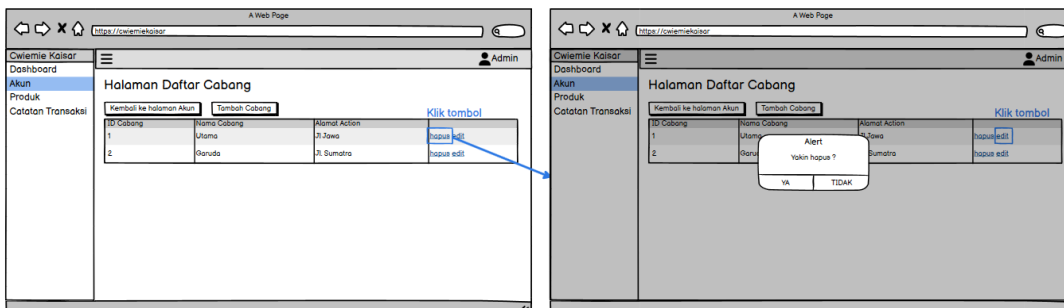 A Web Page
https://cwiemiekaisar
Cwiemie Kaisar
Admin
Dashboard
Akun
Produk
Catatan Transaksi
Halaman Daftar Cabang
Kembali ke halaman Akun
Tambah Cabang
Klik tombol
ID Cabang Nama Cabang Alamat Action
1 Utama Jl Jawa hapus edit
2 Garuda Jl. Sumatra hapus edit
A Web Page
https://cwiemiekaisar
Cwiemie Kaisar
Admin
Dashboard
Akun
Produk
Catatan Transaksi
Halaman Daftar Cabang
Kembali ke halaman Akun
Tambah Cabang
Klik tombol
ID Cabang Nama Cabang Alamat Action
1 Utama Jawa hapus edit
2 Sumatra hapus edit
Alert
Yakin hapus ?
YA TIDAK